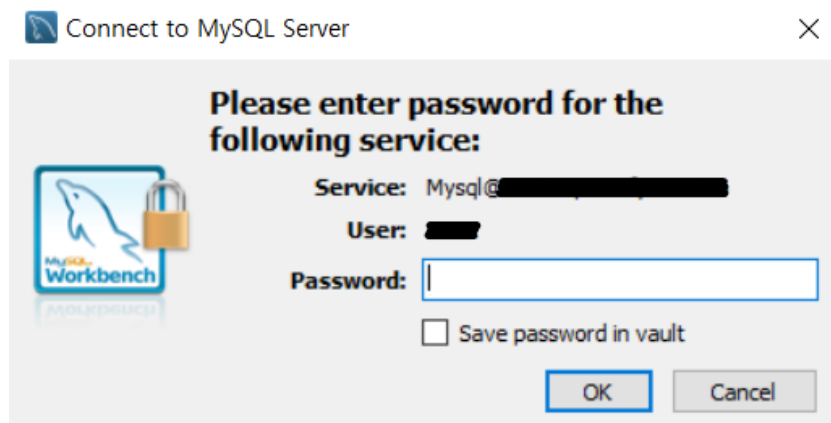 Connect to MySQL Server
Please enter password for the
following service:
Service: Mysql@
User:
Password:
Save password in vault
OK Cancel
MySQL
Workbench